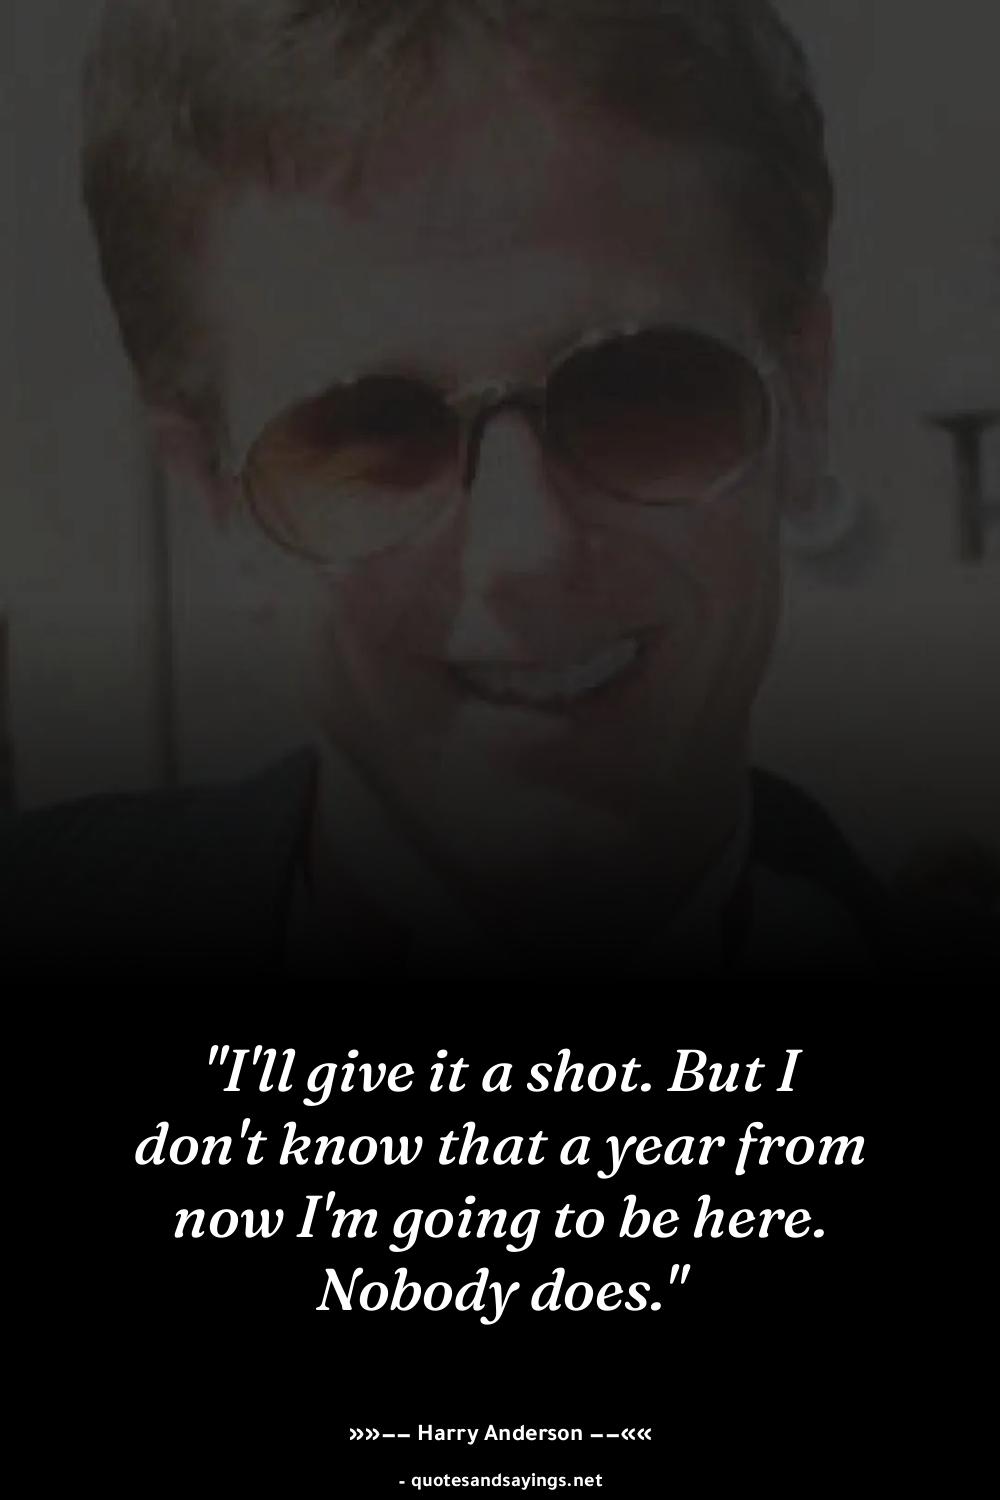 "I'll give it a shot. But I
don't know that a year from
now I'm going to be here.
Nobody does."
»»−− Harry Anderson −−««
- quotesandsayings.net